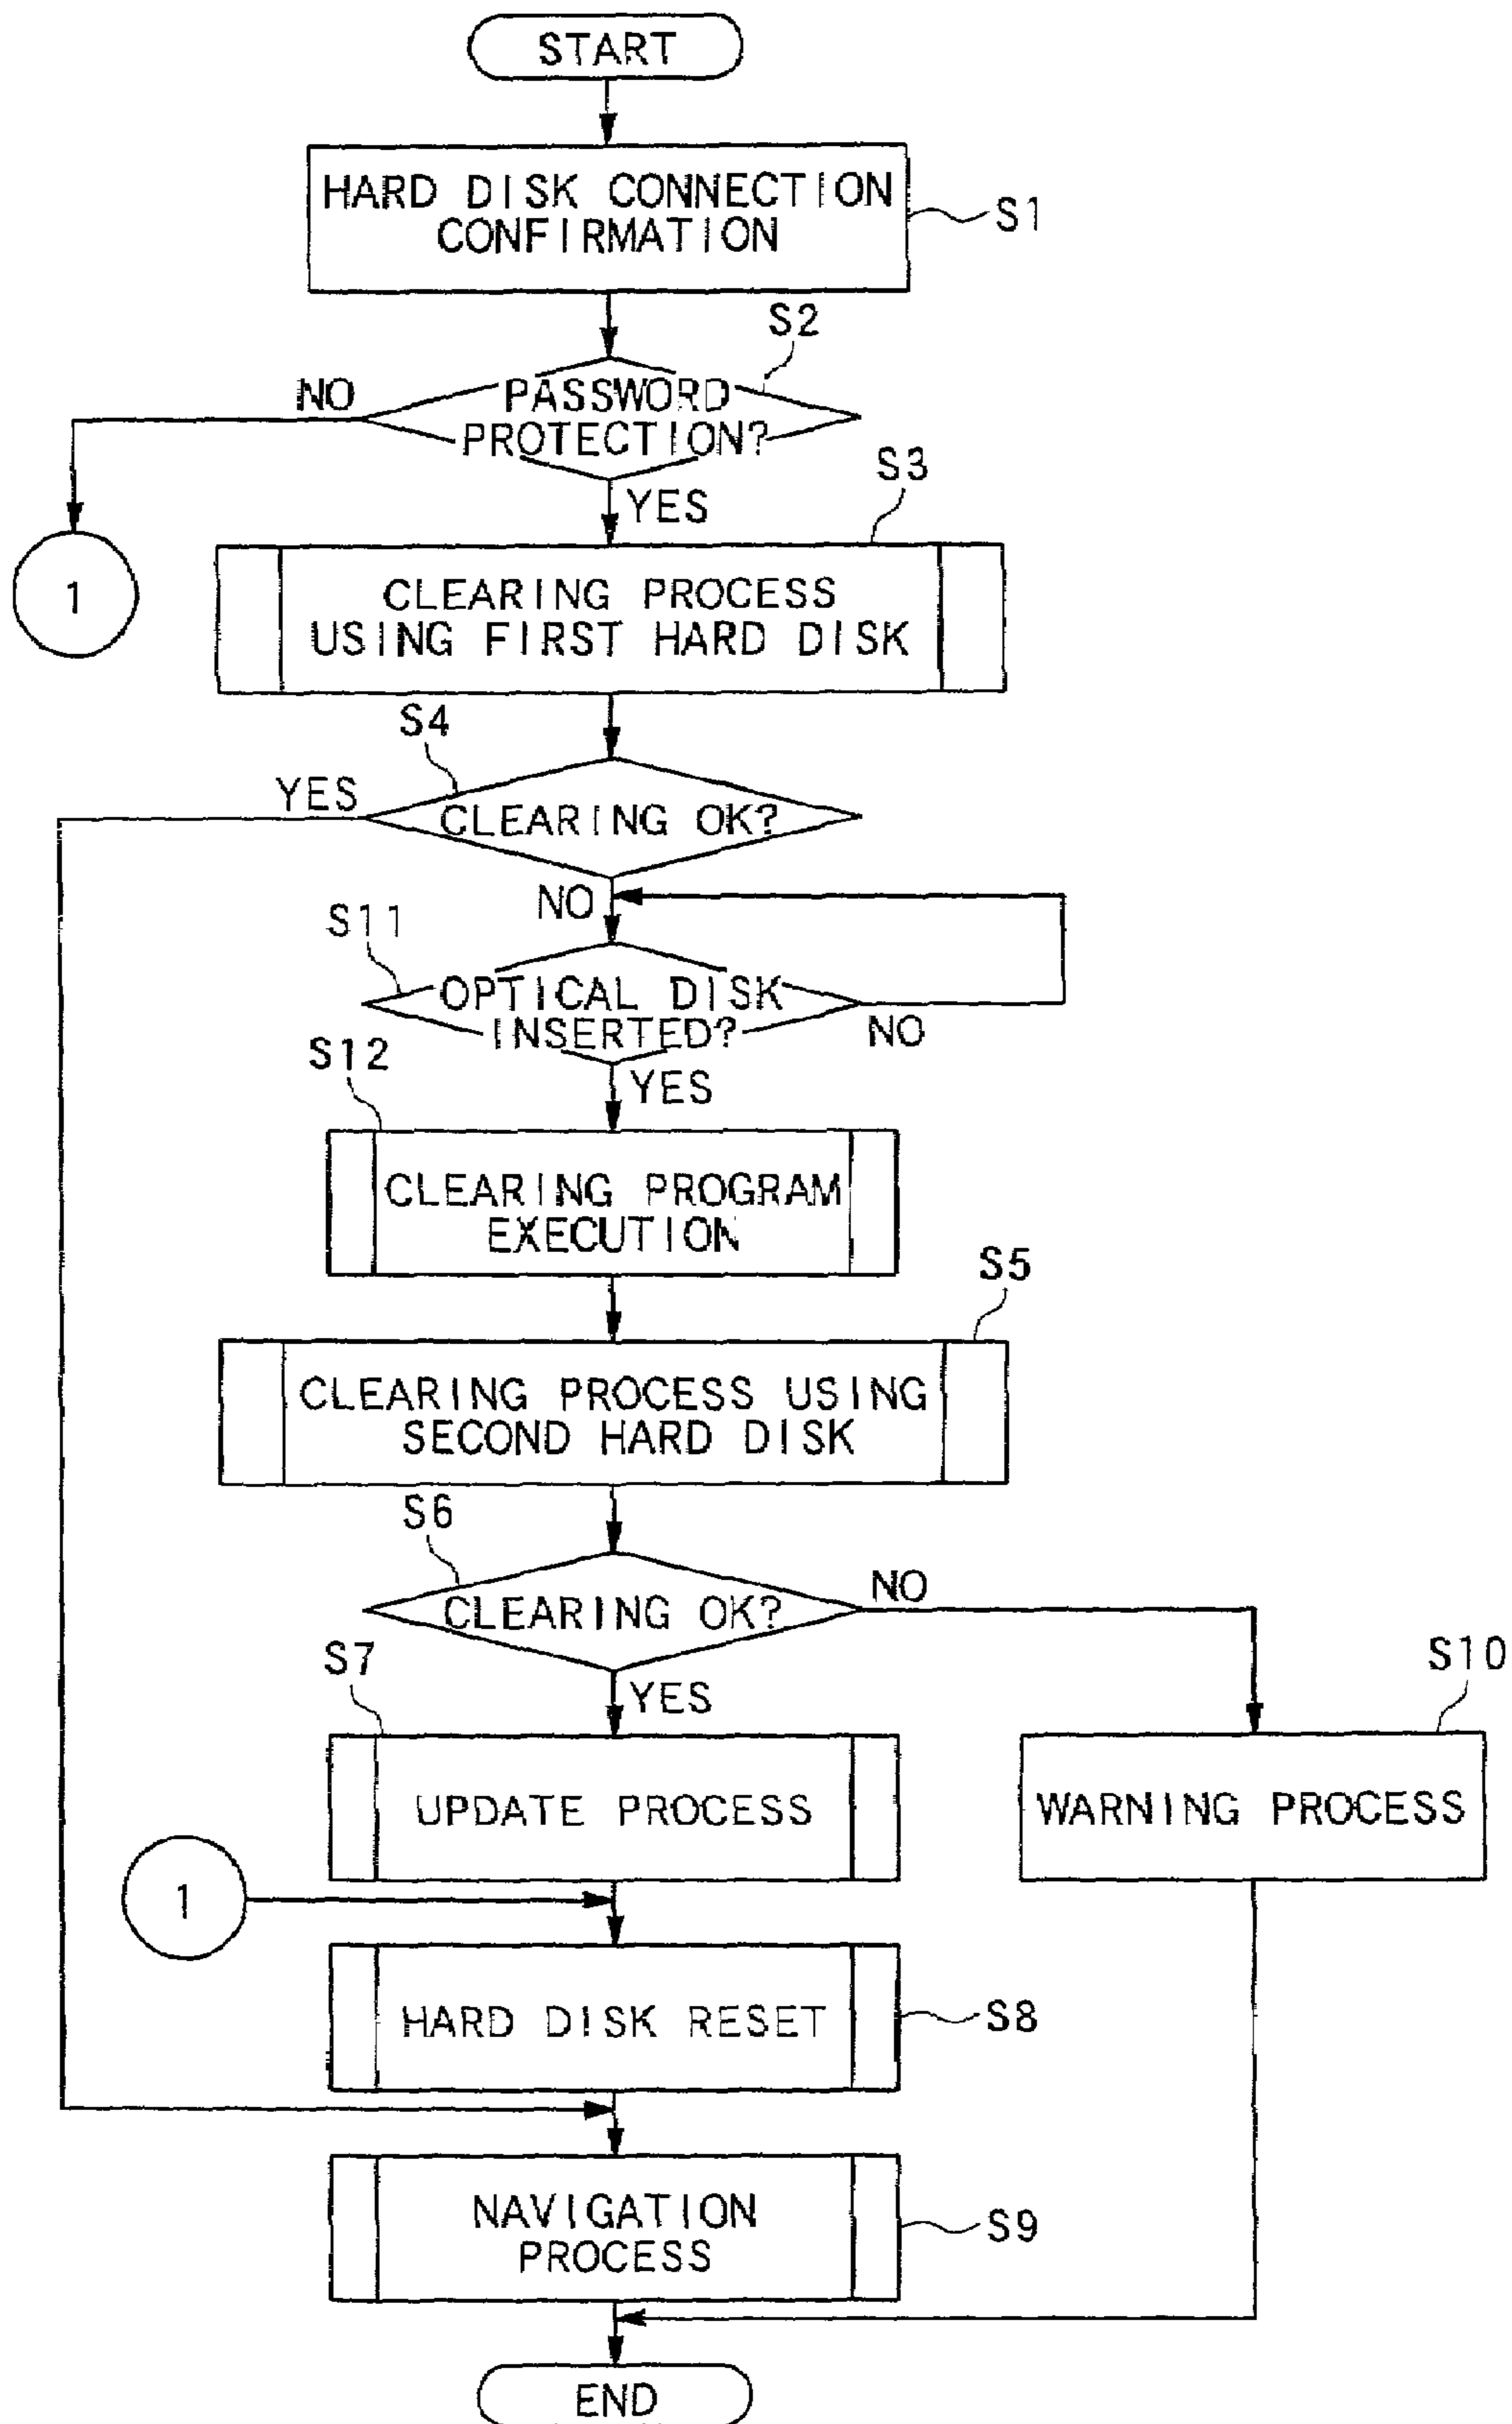 START
HARD DISK CONNECTION
CONFIRMATION
S1
S2
NO
PASSWORD
PROTECTION?
YES
S3
1
CLEARING PROCESS
USING FIRST HARD DISK
S4
YES
CLEARING OK?
NO
S11
OPTICAL DISK
INSERTED?
NO
S12
YES
CLEARING PROGRAM
EXECUTION
S5
CLEARING PROCESS USING
SECOND HARD DISK
S6
NO
CLEARING OK?
S7
YES
S10
UPDATE PROCESS
WARNING PROCESS
1
HARD DISK RESET
S8
NAVIGATION
PROCESS
S9
END